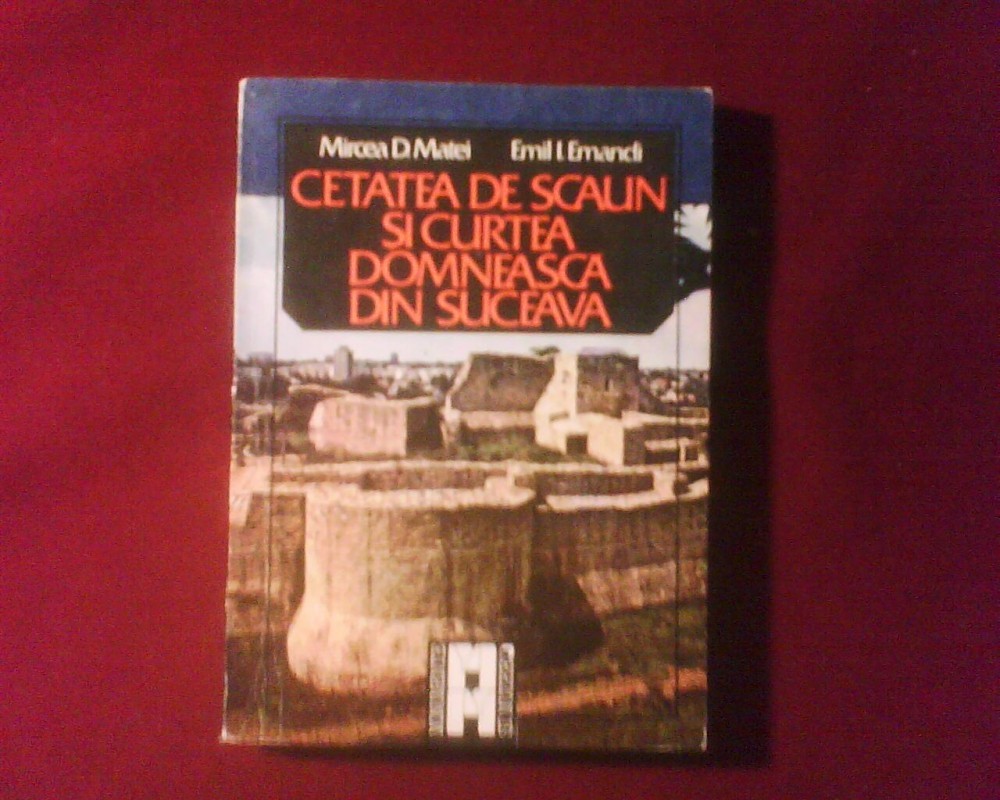 Mircea D. Matei Emil I. Emandi
CETATEA DE SCAUN
SI CURTEA
DOMNEASCA
DIN SUCEAVA